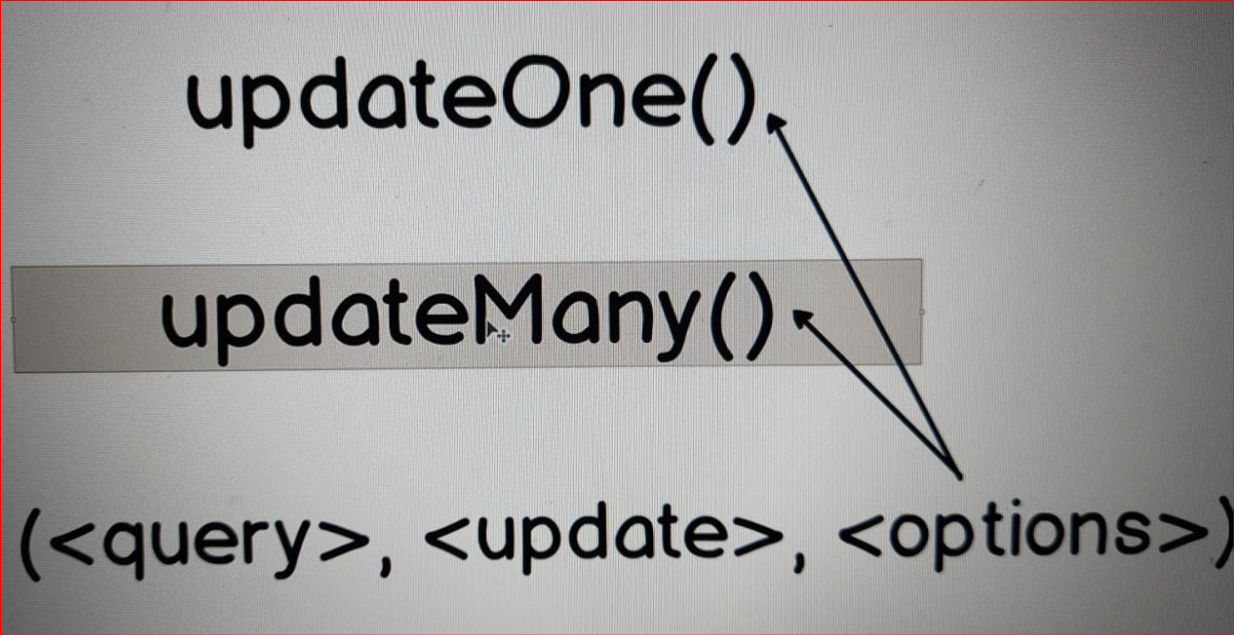 updateOne()
updateMany()
(<query>, <update>, <options>)